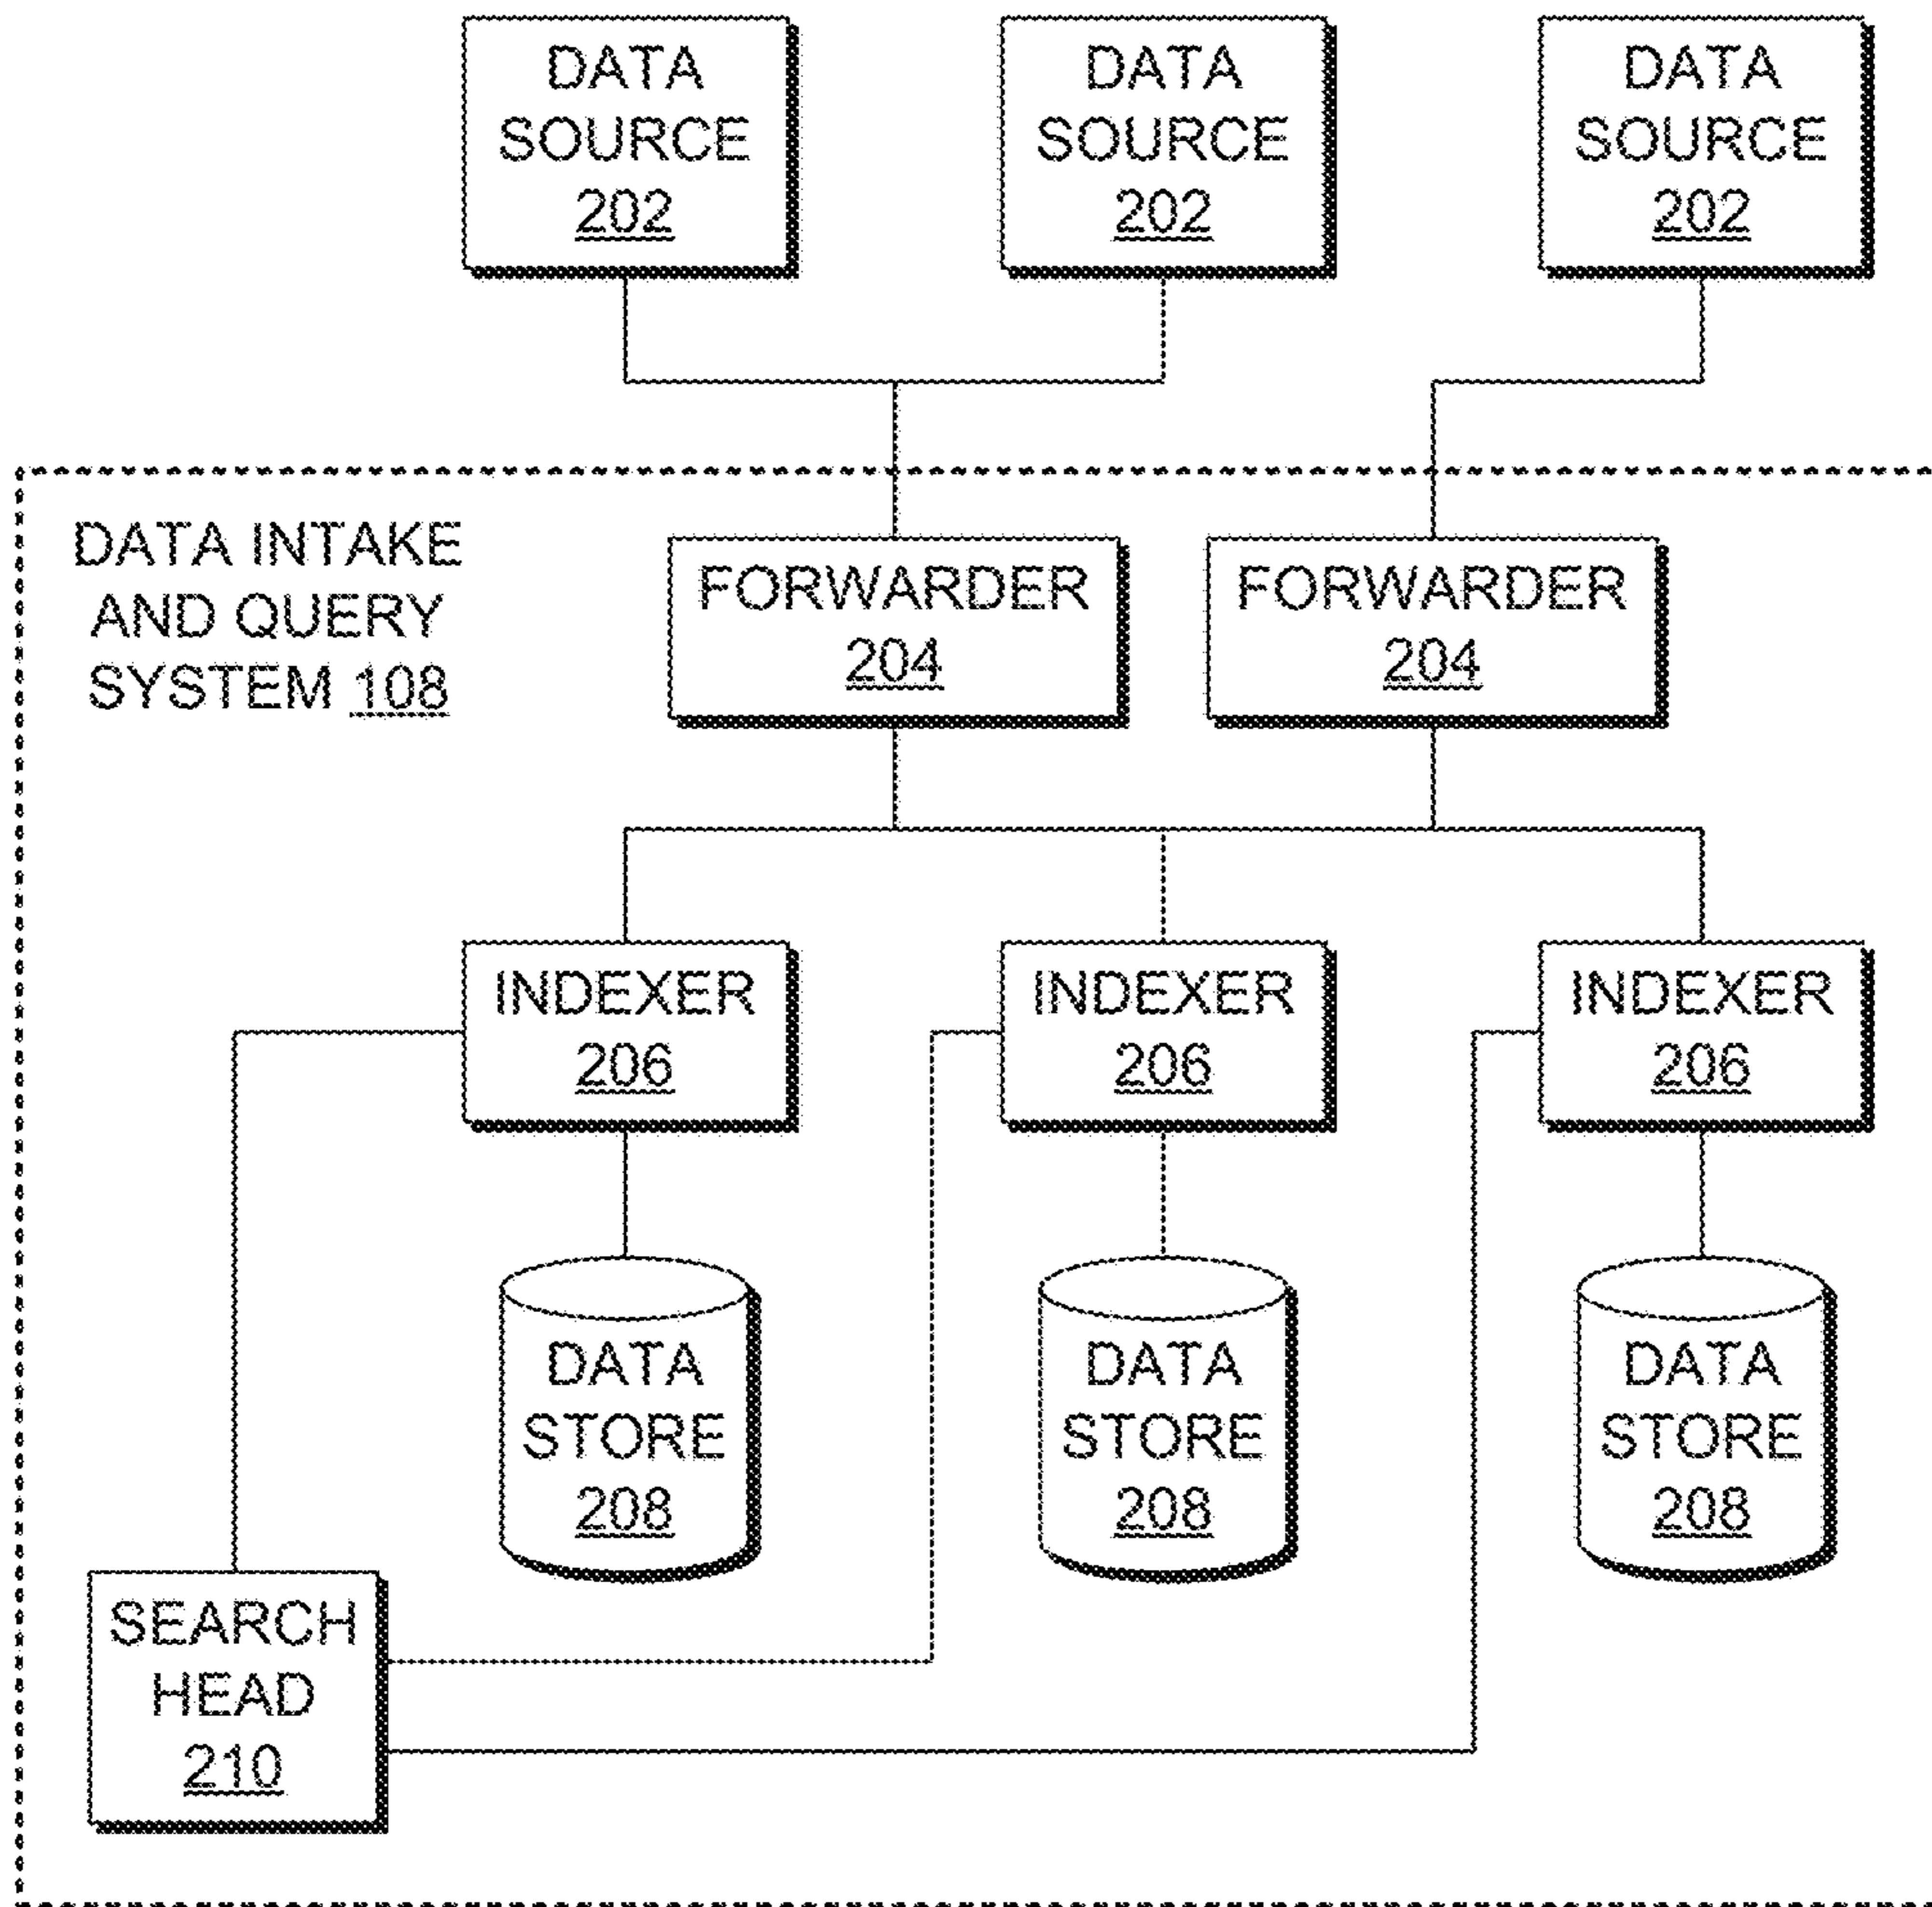 DATA
SOURCE
202
DATA
SOURCE
202
DATA
SOURCE
202
DATA INTAKE
AND QUERY
SYSTEM 108
FORWARDER
204
FORWARDER
204
INDEXER
206
INDEXER
206
INDEXER
206
DATA
STORE
208
DATA
STORE
208
DATA
STORE
208
SEARCH
HEAD
210